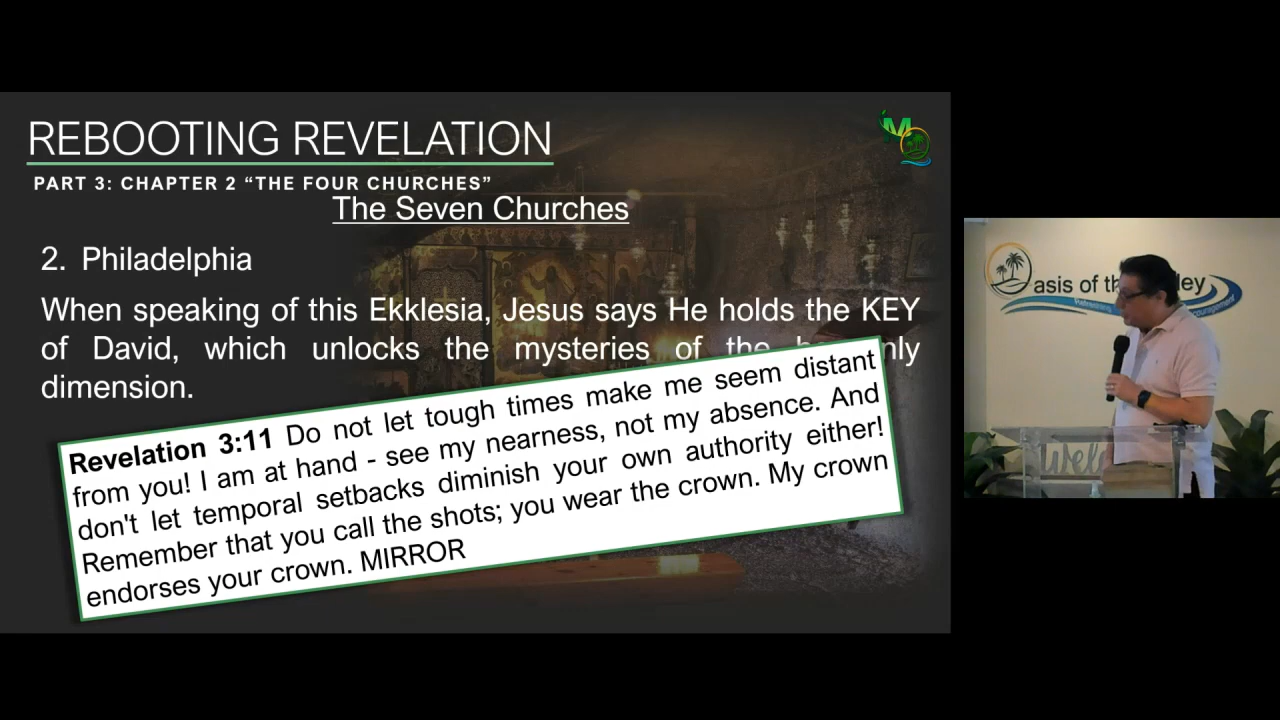 REBOOTING REVELATION
PART 3: CHAPTER 2 “THE FOUR CHURCHES”
The Seven Churches
2. Philadelphia
When speaking of this Ekklesia, Jesus says He holds the KEY
of David, which unlocks the mysteries of the
dimension.
Revelation 3:11 Do not let tough times make me seem distant
from you! I am at hand - see my nearness, not my absence. And
don't let temporal setbacks diminish your own authority either!
Remember that you call the shots; you wear the crown. My crown
endorses your crown. MIRROR
M
asis of th ley
Welc